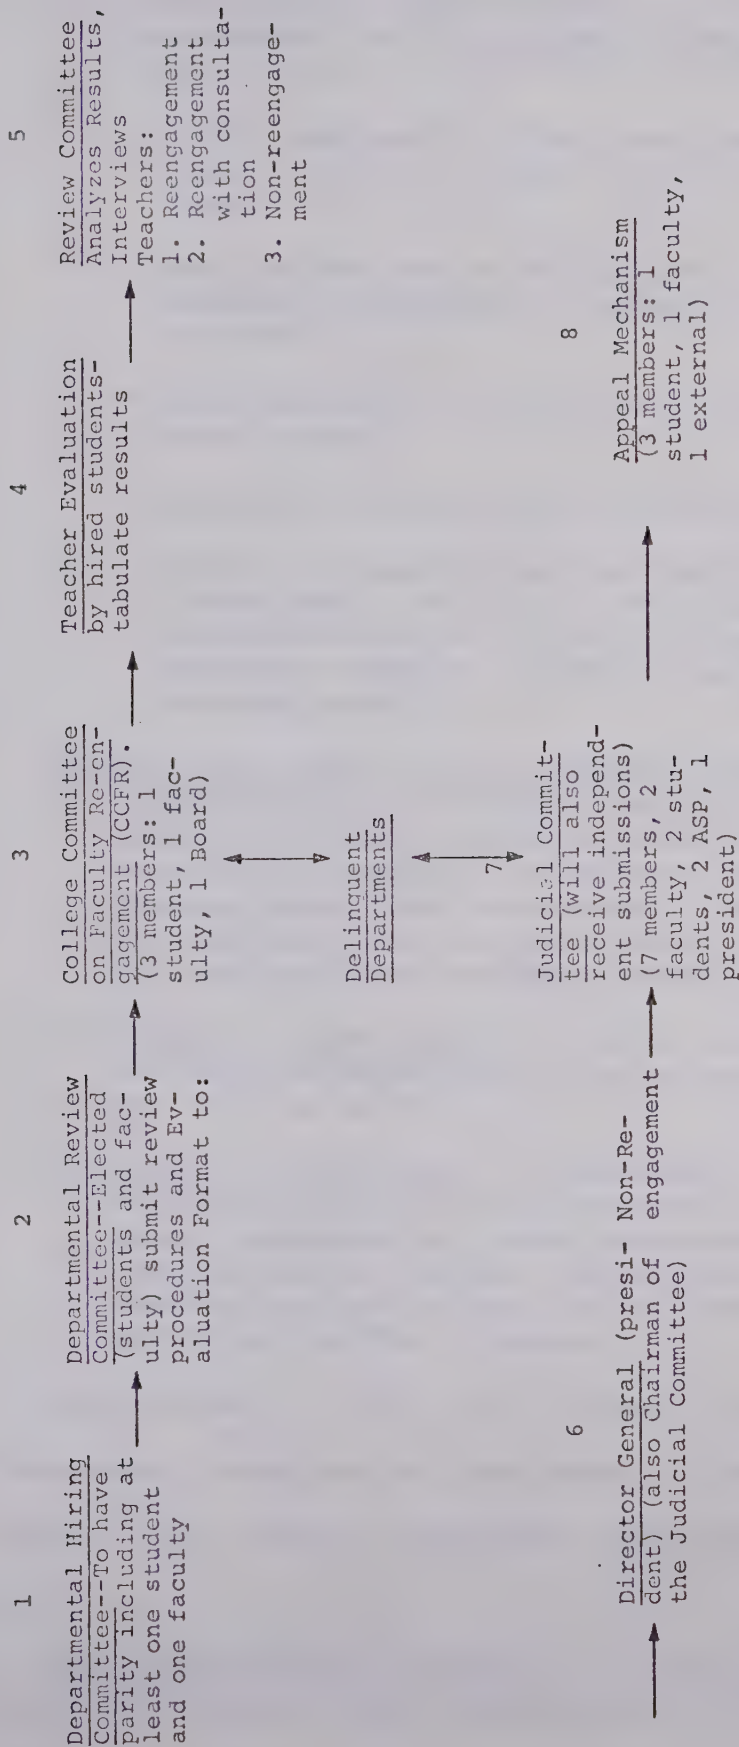 1
Departmental Hiring
Committee--To have
parity including at
least one student
and one faculty
2
Departmental Review
Committee--Elected
(students and fac-
ulty) submit review
procedures and Ev-
aluation Format to:
3
College Committee
on Faculty Re-en-
gagement (CCFR).
(3 members: 1
student, 1 fac-
ulty, 1 Board)
4
Teacher Evaluation
by hired students-
tabulate results
5
Review Committee
Analyzes Results,
Interviews
Teachers:
1. Reengagement
2. Reengagement
with consulta-
tion
3. Non-reengage-
ment
Delinquent
Departments
6
Director General (presi-
dent) (also Chairman of
the Judicial Committee)
Non-Re-
engagement
7
Judicial Commit-
tee (will also
receive independ-
ent submissions)
(7 members, 2
faculty, 2 stu-
dents, 2 ASP, 1
president)
8
Appeal Mechanism
(3 members: 1
student, 1 faculty,
1 external)